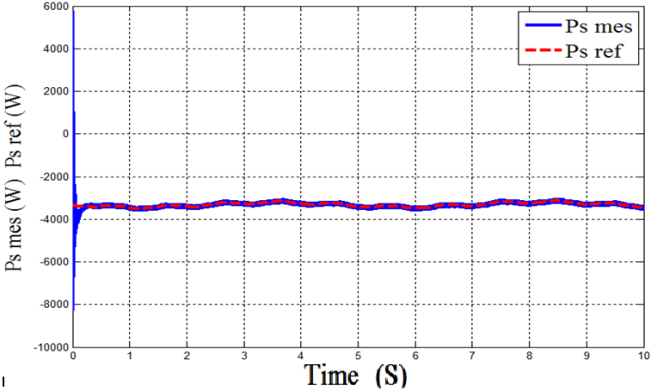 6000
4000
2000
0
-2000
-4000
-6000
-8000
-10000
Ps mes (W)  Ps ref (W)
Ps mes
Ps ref
0 1 2 3 4 5 6 7 8 9 10
Time (S)